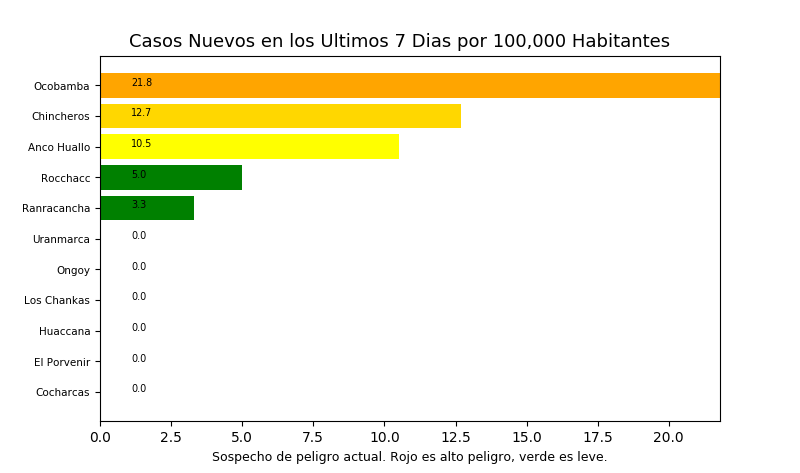 Casos Nuevos en los Ultimos 7 Dias por 100,000 Habitantes
Ocobamba 21.8
Chincheros 12.7
Anco Huallo 10.5
Rocchacc 5.0
Ranracancha 3.3
Uranmarca 0.0
Ongoy 0.0
Los Chankas 0.0
Huaccana 0.0
El Porvenir 0.0
Cocharcas 0.0
0.0 2.5 5.0 7.5 10.0 12.5 15.0 17.5 20.0
Sospecho de peligro actual. Rojo es alto peligro, verde es leve.